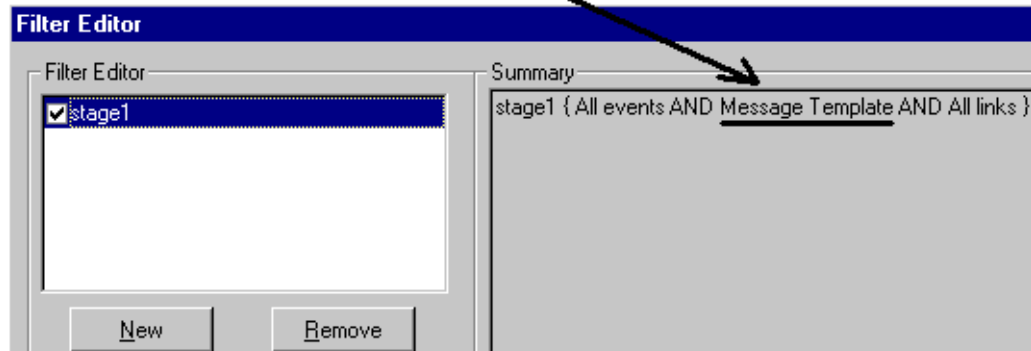 Filter Editor
Filter Editor
Summary
stage1
stage1 { All events AND Message Template AND All links }
New
Remove